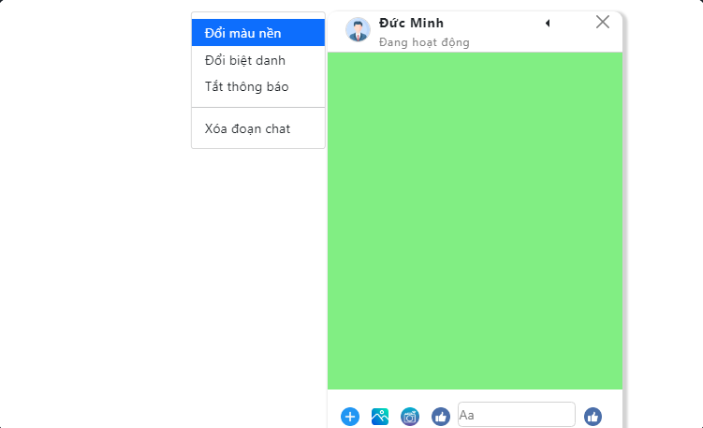 Đổi màu nền
Đổi biệt danh
Tắt thông báo
Xóa đoạn chat
Đức Minh
Đang hoạt động
Aa